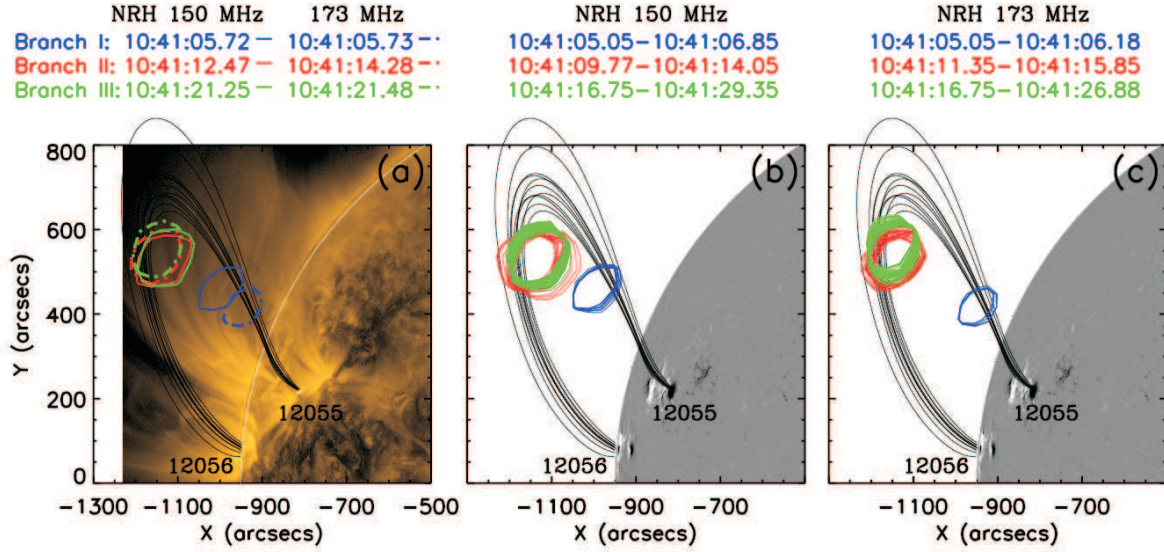 NRH 150 MHz 173 MHz NRH 150 MHz NRH 173 MHz
Branch I: 10:41:05.72 — 10:41:05.73 –· 10:41:05.05–10:41:06.85 10:41:05.05–10:41:06.18
Branch II: 10:41:12.47 — 10:41:14.28 –· 10:41:09.77–10:41:14.05 10:41:11.35–10:41:15.85
Branch III: 10:41:21.25 — 10:41:21.48 –· 10:41:16.75–10:41:29.35 10:41:16.75–10:41:26.88
800 (a) (b) (c)
600
400
200
0
Y (arcsecs)
12055 12055 12055
12056 12056 12056
-1300 -1100 -900 -700 -500 -1100 -900 -700 -1100 -900 -700
X (arcsecs) X (arcsecs) X (arcsecs)